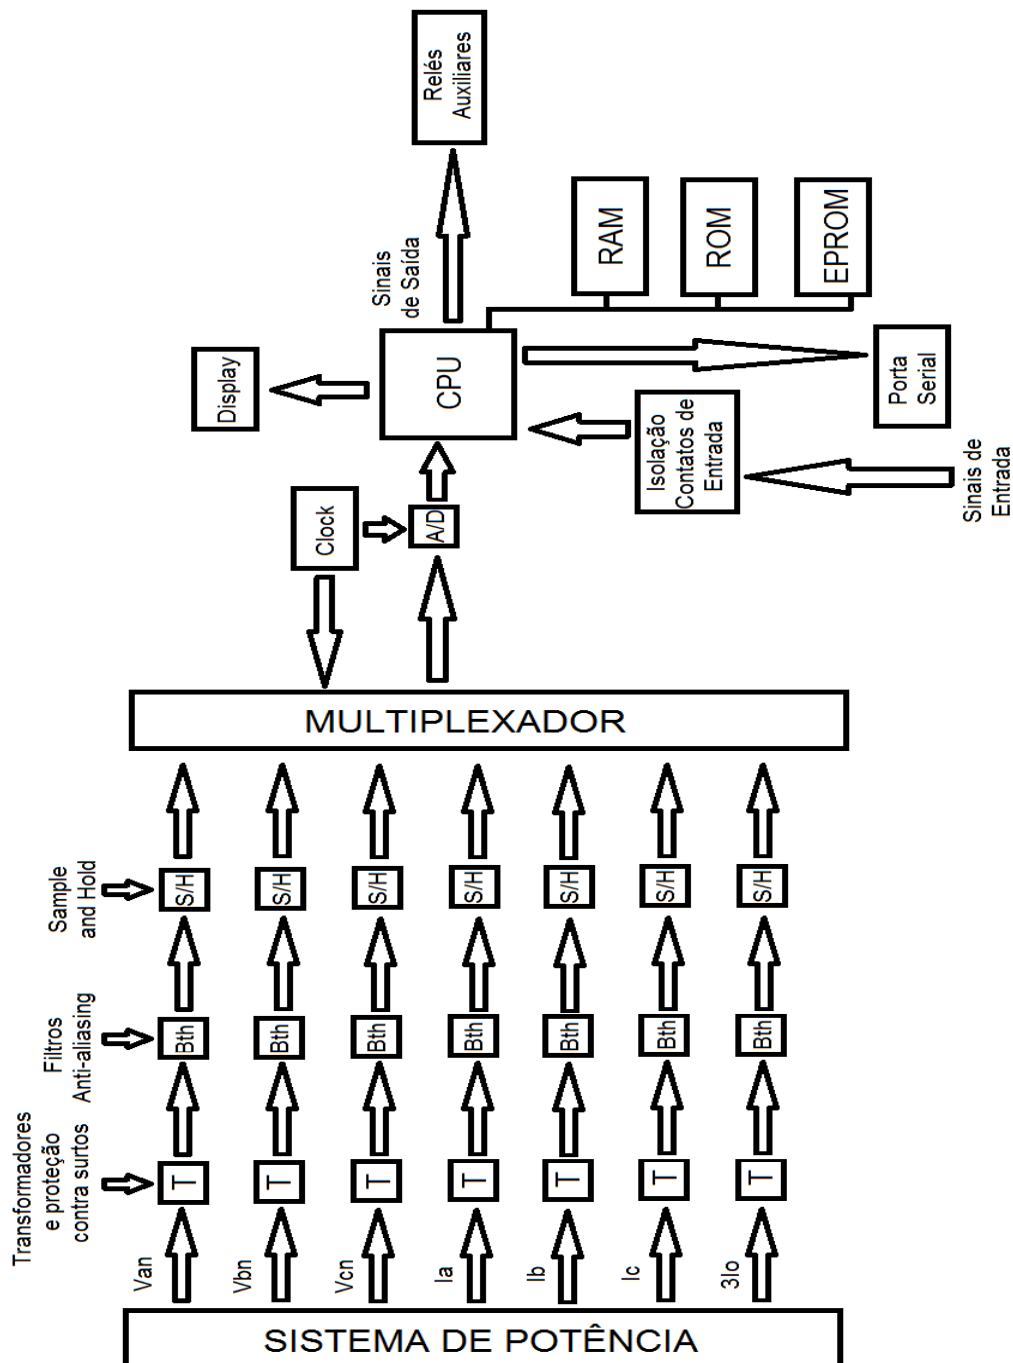 Relés
Auxiliares
Sinais
de Saída
RAM
ROM
EPROM
Display
CPU
Porta
Serial
Isolação
Contatos de
Entrada
Sinais de
Entrada
Clock
A/D
MULTIPLEXADOR
Sample
and Hold
S/H
S/H
S/H
S/H
S/H
S/H
S/H
Filtros
Anti-aliasing
Bth
Bth
Bth
Bth
Bth
Bth
Bth
Transformadores
e proteção
contra surtos
T
T
T
T
T
T
T
Van
Vbn
Vcn
Ia
Ib
Ic
3Io
SISTEMA DE POTÊNCIA